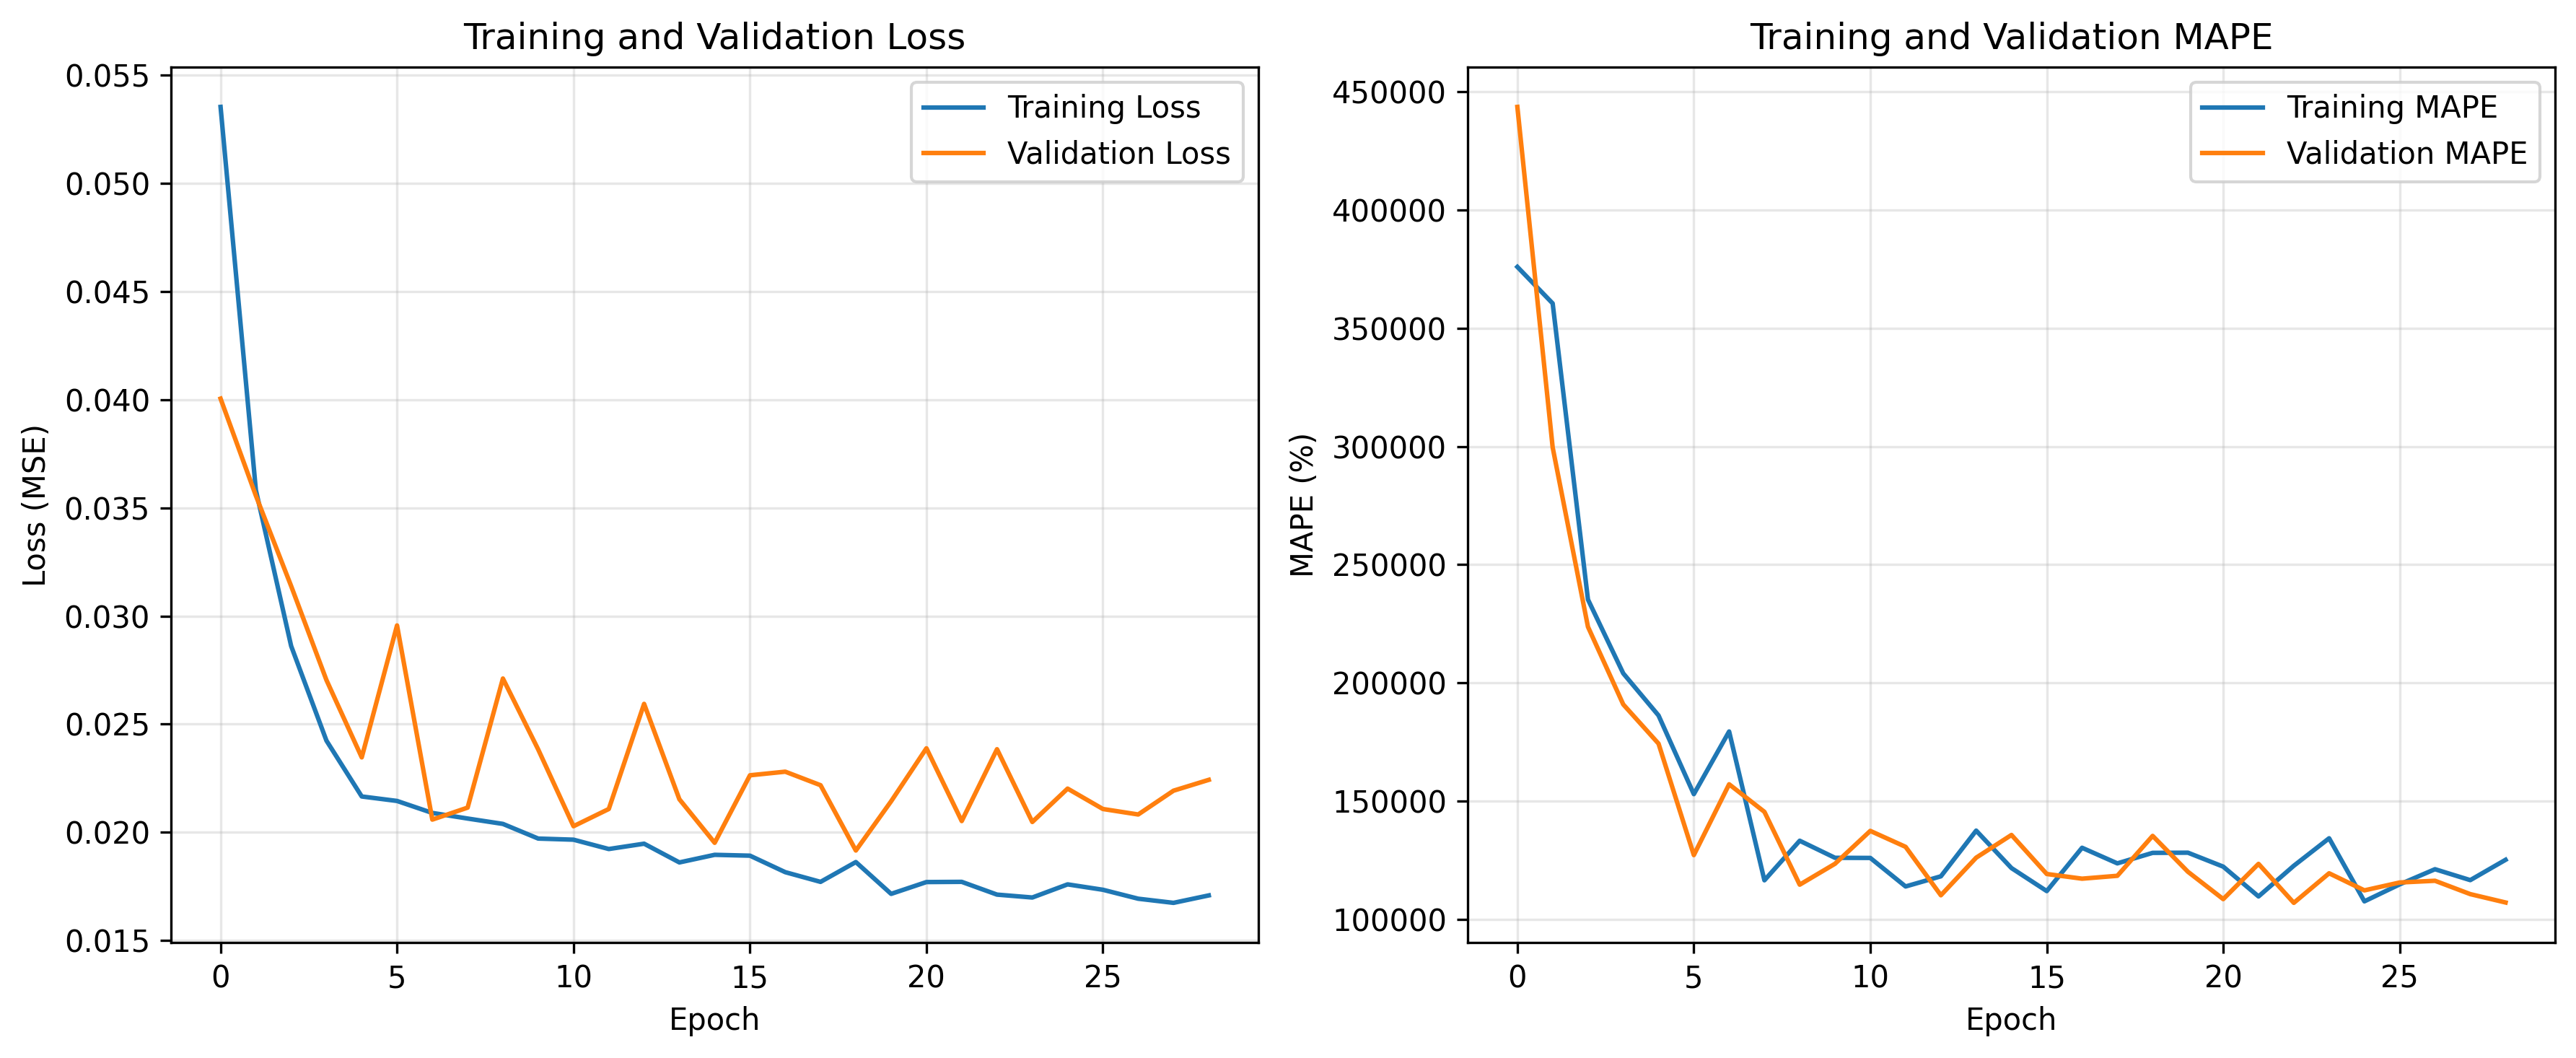 Training and Validation Loss
0.055
0.050
0.045
0.040
0.035
0.030
0.025
0.020
0.015
Loss (MSE)
Training Loss
Validation Loss
0 5 10 15 20 25
Epoch
Training and Validation MAPE
450000
400000
350000
300000
250000
200000
150000
100000
MAPE (%)
Training MAPE
Validation MAPE
0 5 10 15 20 25
Epoch